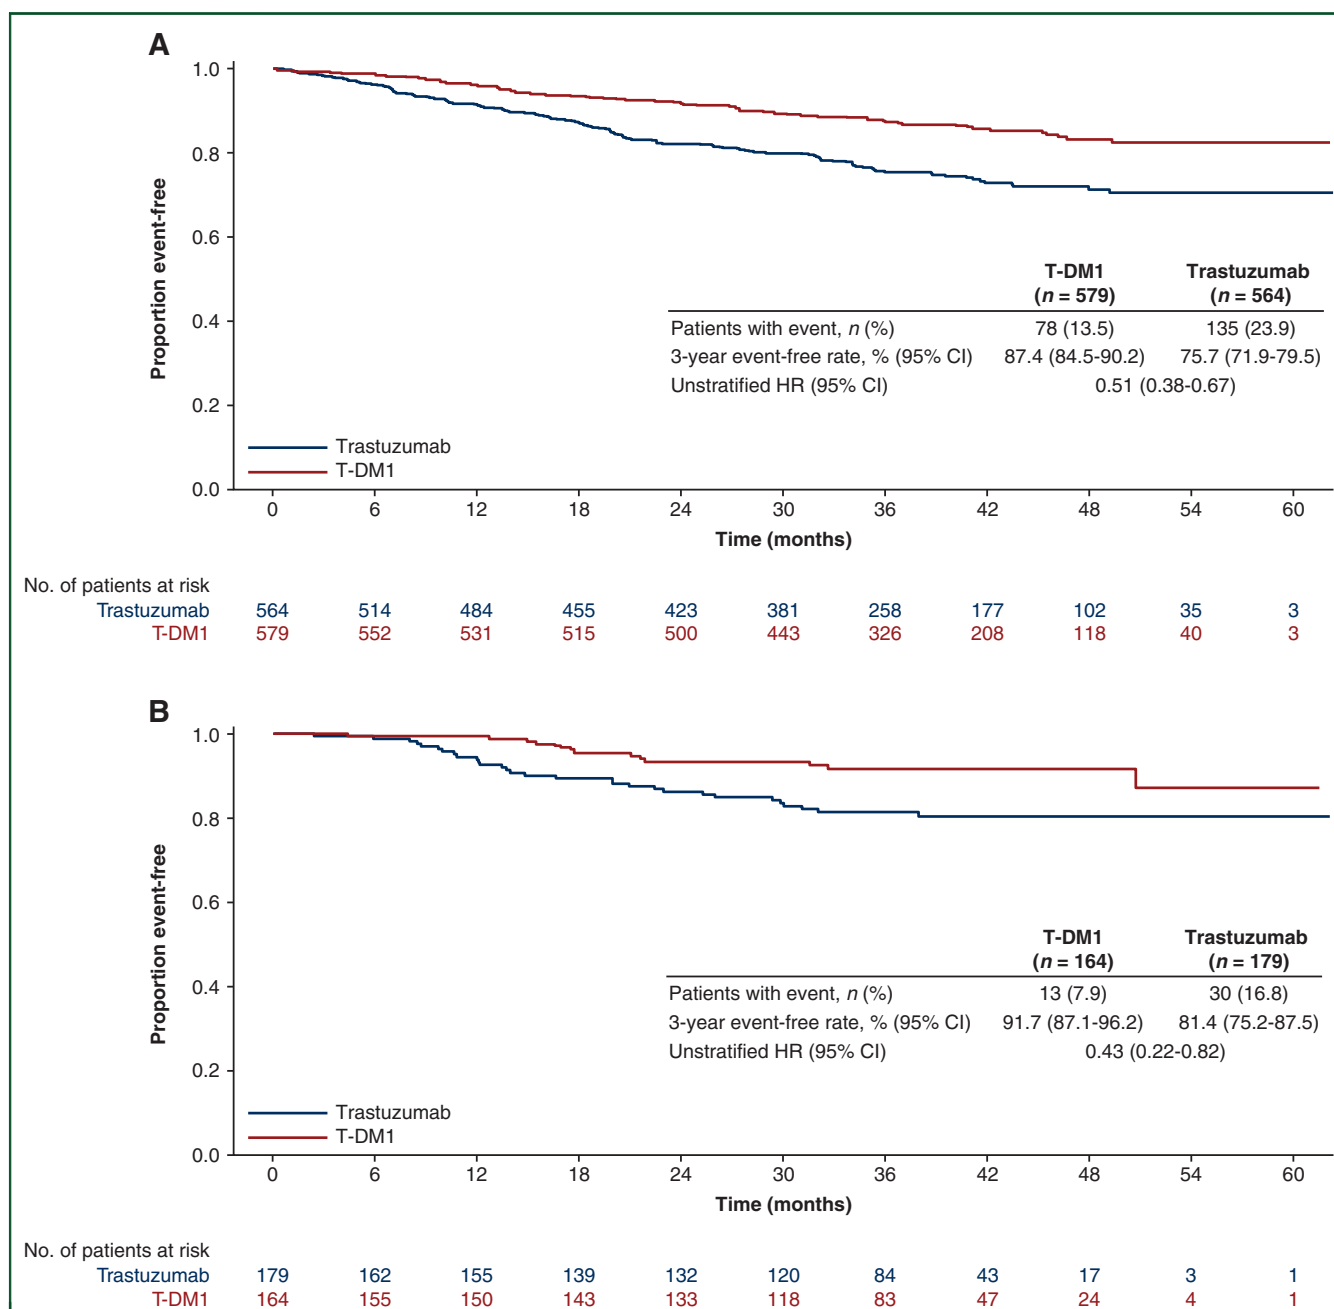 A
1.0
0.8
0.6
0.4
0.2
0.0
Proportion event-free
T-DM1 Trastuzumab
(n = 579) (n = 564)
Patients with event, n (%) 78 (13.5) 135 (23.9)
3-year event-free rate, % (95% CI) 87.4 (84.5-90.2) 75.7 (71.9-79.5)
Unstratified HR (95% CI) 0.51 (0.38-0.67)
Trastuzumab
T-DM1
0 6 12 18 24 30 36 42 48 54 60
Time (months)
No. of patients at risk
Trastuzumab 564 514 484 455 423 381 258 177 102 35 3
T-DM1 579 552 531 515 500 443 326 208 118 40 3
B
1.0
0.8
0.6
0.4
0.2
0.0
Proportion event-free
T-DM1 Trastuzumab
(n = 164) (n = 179)
Patients with event, n (%) 13 (7.9) 30 (16.8)
3-year event-free rate, % (95% CI) 91.7 (87.1-96.2) 81.4 (75.2-87.5)
Unstratified HR (95% CI) 0.43 (0.22-0.82)
Trastuzumab
T-DM1
0 6 12 18 24 30 36 42 48 54 60
Time (months)
No. of patients at risk
Trastuzumab 179 162 155 139 132 120 84 43 17 3 1
T-DM1 164 155 150 143 133 118 83 47 24 4 1